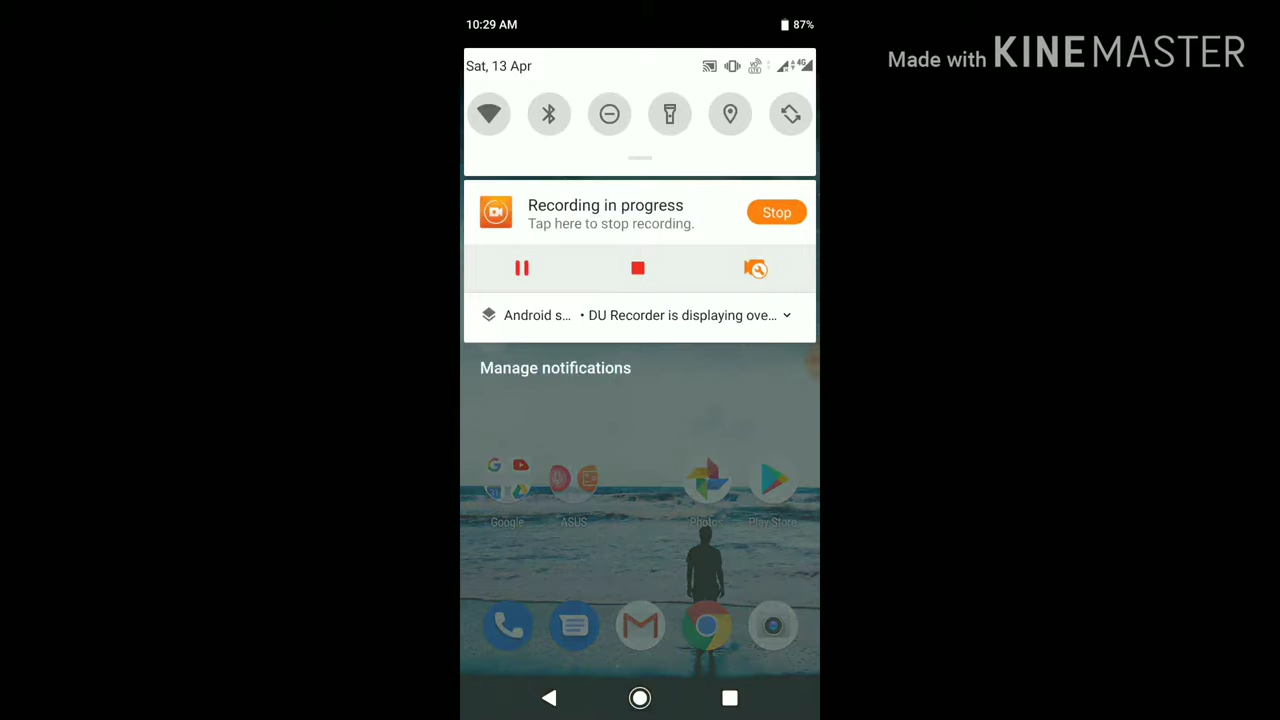 10:29 AM
87%
Made with KINEMASTER
Sat, 13 Apr
4G
Recording in progress
Tap here to stop recording.
Stop
Android s... • DU Recorder is displaying ove...
Manage notifications
Google
ASUS
Photos
Play Store